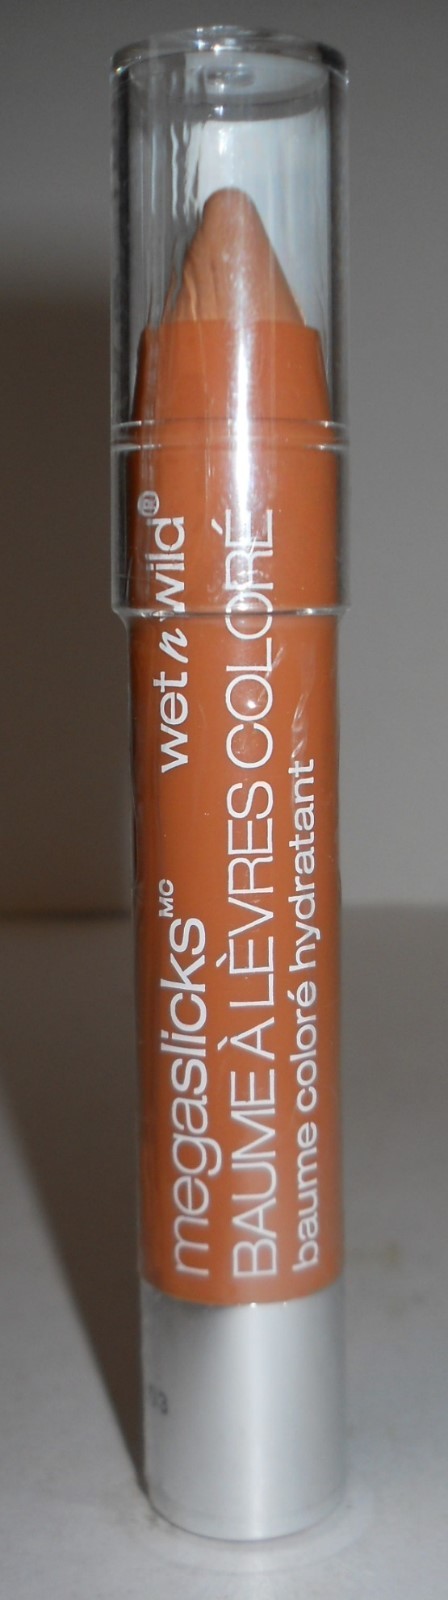 wet n wild®
megaslicks MC
BAUME À LÈVRES COLORÉ
baume coloré hydratant